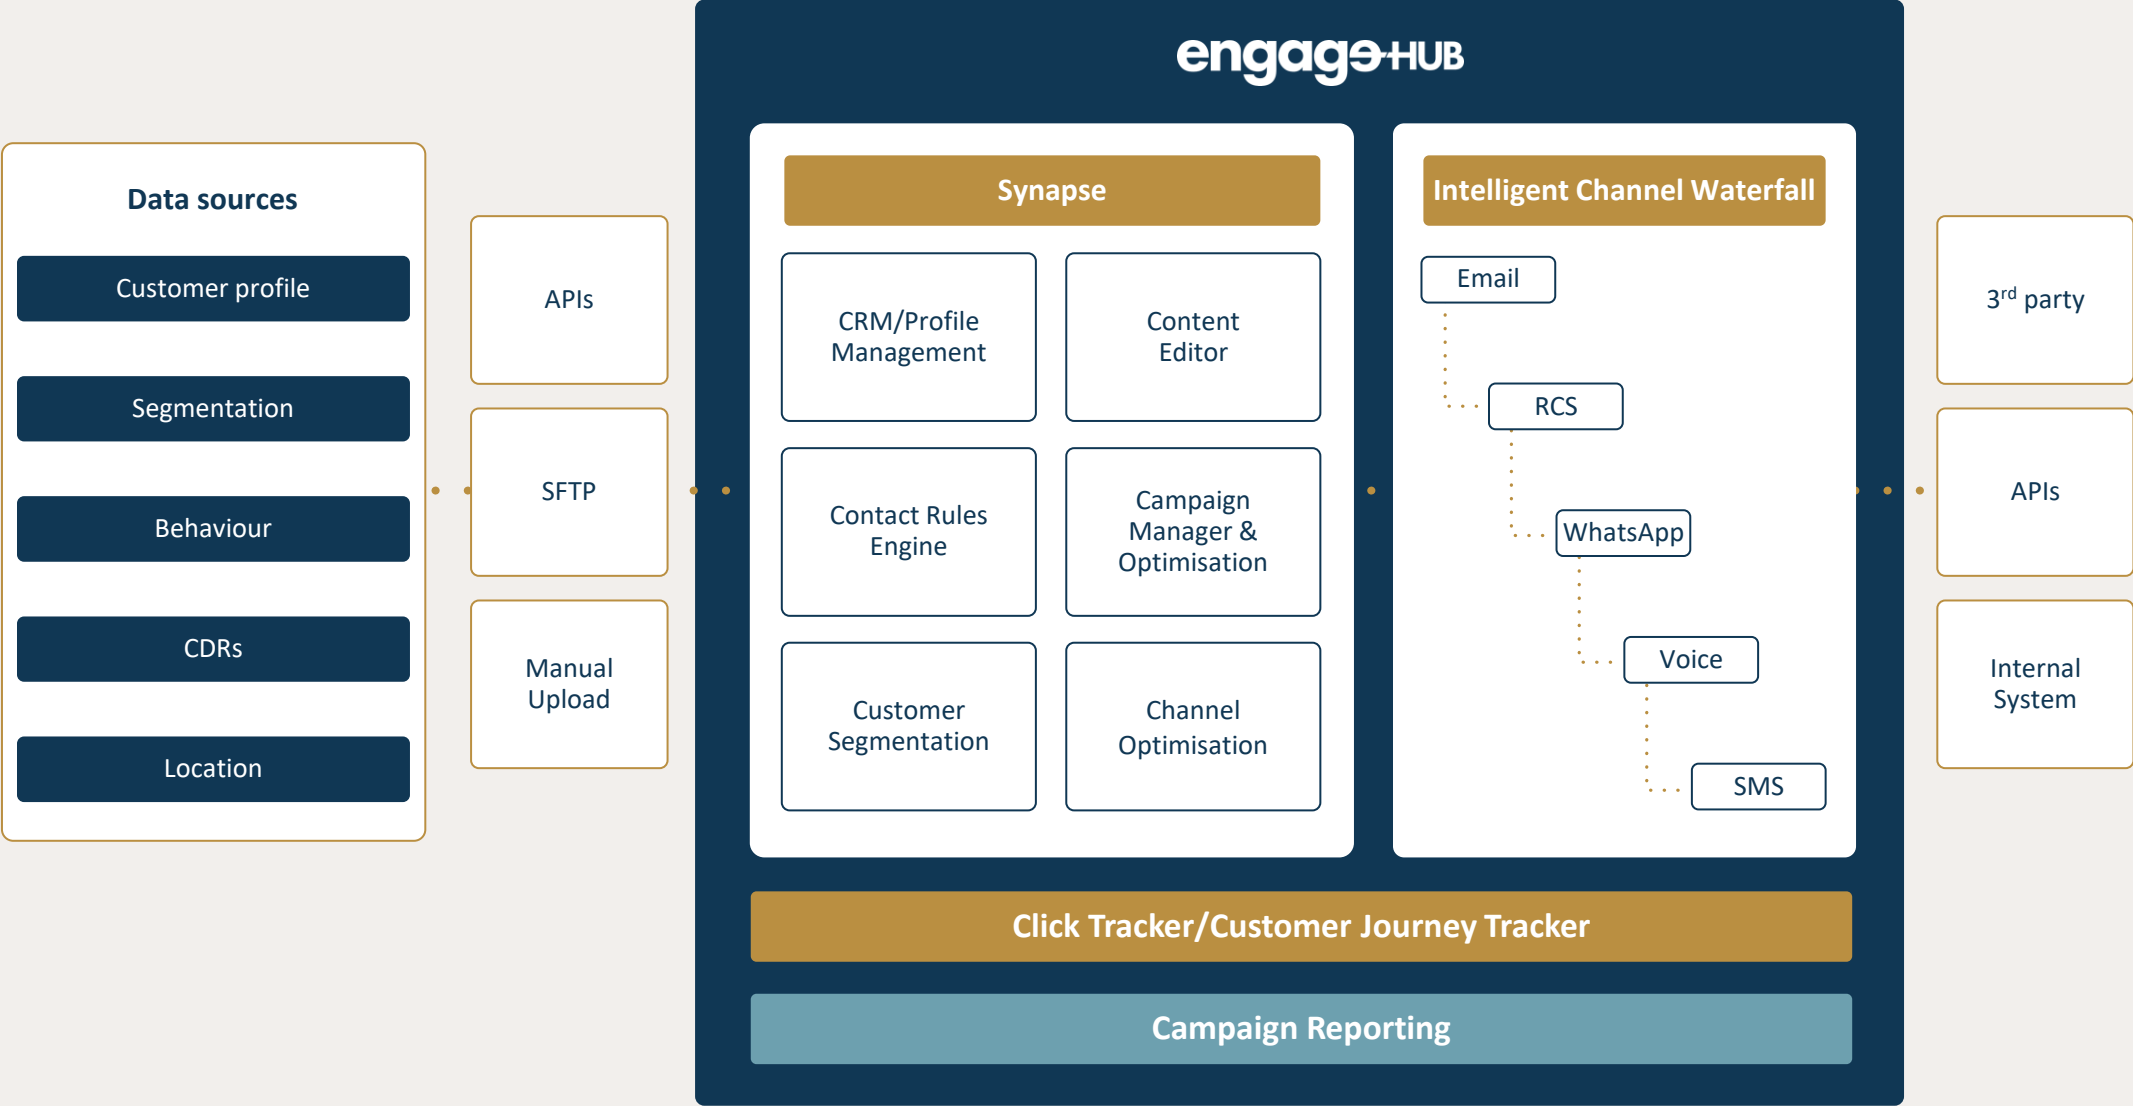 engageHUB
Data sources
Customer profile
Segmentation
Behaviour
CDRs
Location
APIs
SFTP
Manual
Upload
Synapse
CRM/Profile
Management
Content
Editor
Contact Rules
Engine
Campaign
Manager &
Optimisation
Customer
Segmentation
Channel
Optimisation
Intelligent Channel Waterfall
Email
RCS
WhatsApp
Voice
SMS
Click Tracker/Customer Journey Tracker
Campaign Reporting
3rd party
APIs
Internal
System